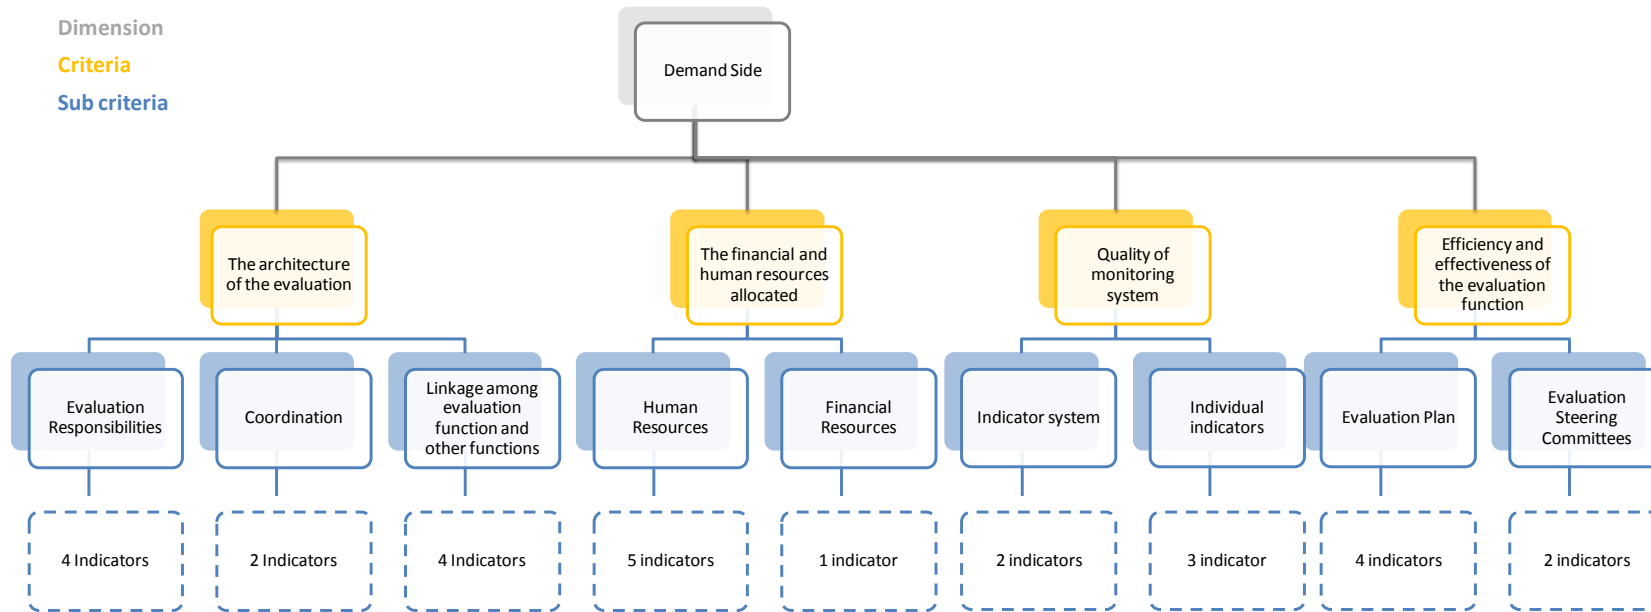 Dimension
Criteria
Sub criteria
Demand Side
The architecture
of the evaluation
The financial and
human resources
allocated
Quality of
monitoring
system
Efficiency and
effectiveness of
the evaluation
function
Evaluation
Responsibilities
Coordination
Linkage among
evaluation
function and
other functions
Human
Resources
Financial
Resources
Indicator system
Individual
indicators
Evaluation Plan
Evaluation
Steering
Committees
4 Indicators
2 Indicators
4 Indicators
5 indicators
1 indicator
2 indicators
3 indicator
4 indicators
2 indicators